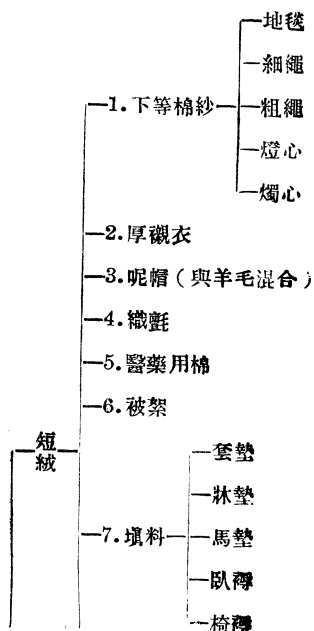 短絨
1.下等棉紗
地毯
細繩
粗繩
燈心
燭心
2.厚襯衣
3.呢帽(與羊毛混合)
4.織氈
5.醫藥用棉
6.被絮
7.填料
套墊
牀墊
馬墊
臥褥
椅褥